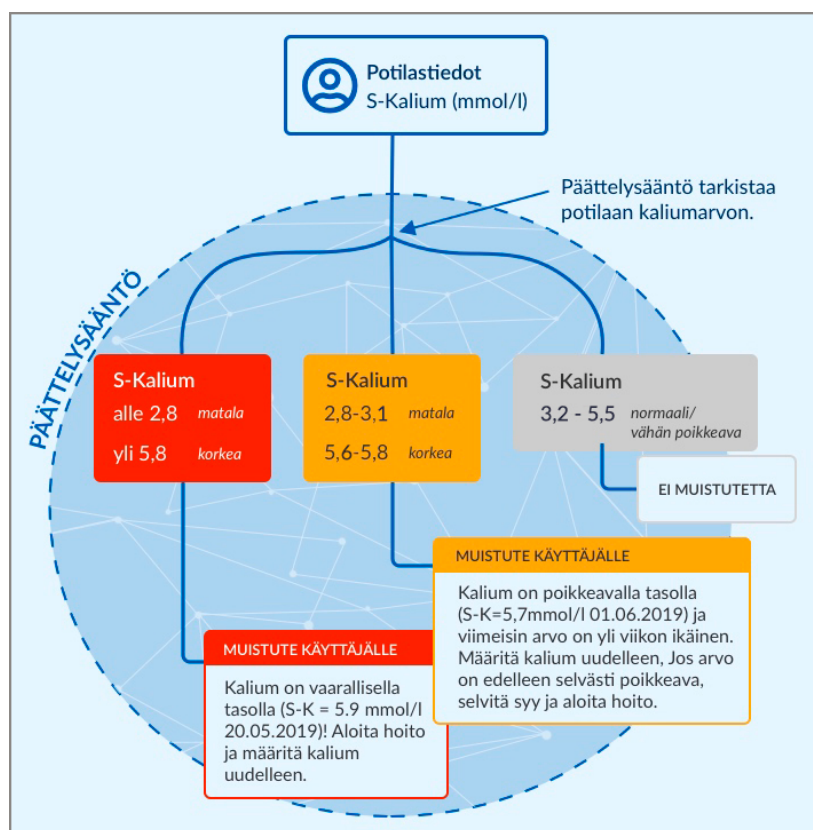 Potilastiedot
S-Kalium (mmol/l)
Päättelysääntö tarkistaa
potilaan kaliumarvon.
PÄÄTTELYSÄÄNTÖ
S-Kalium
alle 2,8 matala
yli 5,8 korkea
S-Kalium
2,8-3,1 matala
5,6-5,8 korkea
S-Kalium
3,2 - 5,5 normaali/
vähän poikkeava
EI MUISTUTETTA
MUISTUTE KÄYTTÄJÄLLE
Kalium on poikkeavalla tasolla
(S-K=5,7mmol/l 01.06.2019) ja
viimeisin arvo on yli viikon ikäinen.
Määritä kalium uudelleen, Jos arvo
on edelleen selvästi poikkeava,
selvitä syy ja aloita hoito.
MUISTUTE KÄYTTÄJÄLLE
Kalium on vaarallisella
tasolla (S-K = 5.9 mmol/l
20.05.2019)! Aloita hoito
ja määritä kalium
uudelleen.